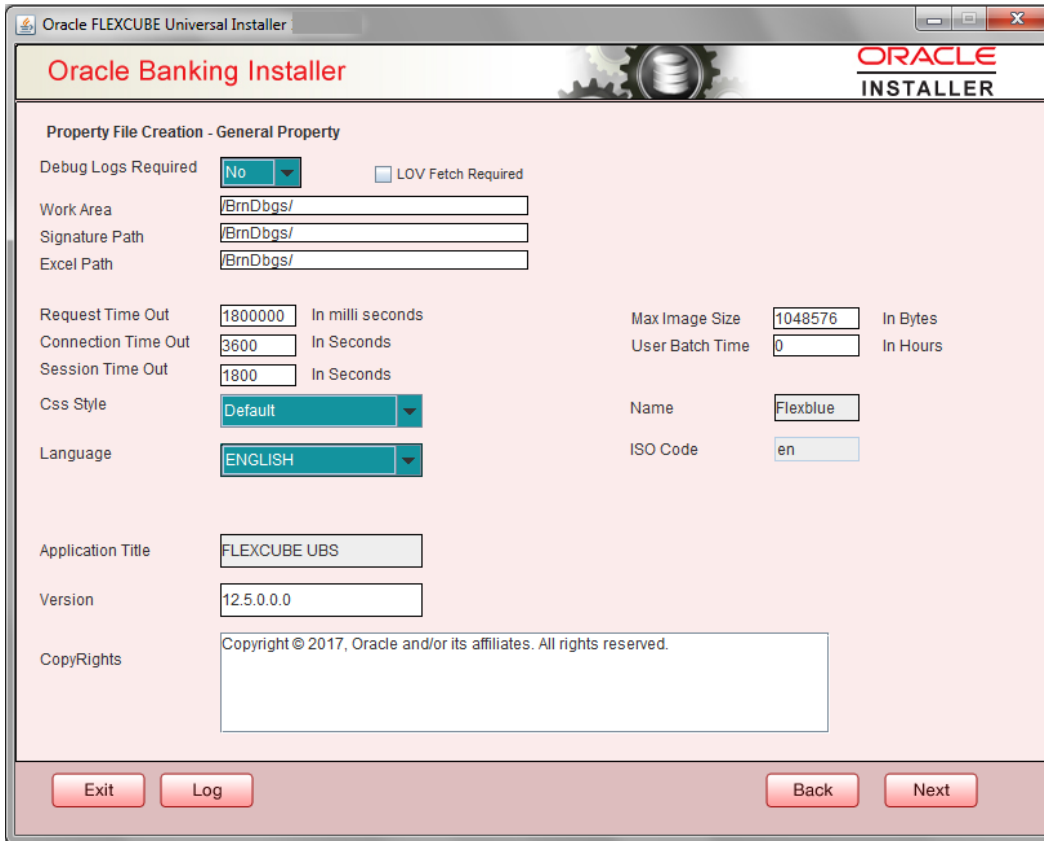 Oracle FLEXCUBE Universal Installer
Oracle Banking Installer
ORACLE
INSTALLER
Property File Creation - General Property
Debug Logs Required No LOV Fetch Required
Work Area /BrnDbgs/
Signature Path /BrnDbgs/
Excel Path /BrnDbgs/
Request Time Out 1800000 In milli seconds Max Image Size 1048576 In Bytes
Connection Time Out 3600 In Seconds User Batch Time 0 In Hours
Session Time Out 1800 In Seconds
Css Style Default Name Flexblue
Language ENGLISH ISO Code en
Application Title FLEXCUBE UBS
Version 12.5.0.0.0
CopyRights Copyright © 2017, Oracle and/or its affiliates. All rights reserved.
Exit Log Back Next